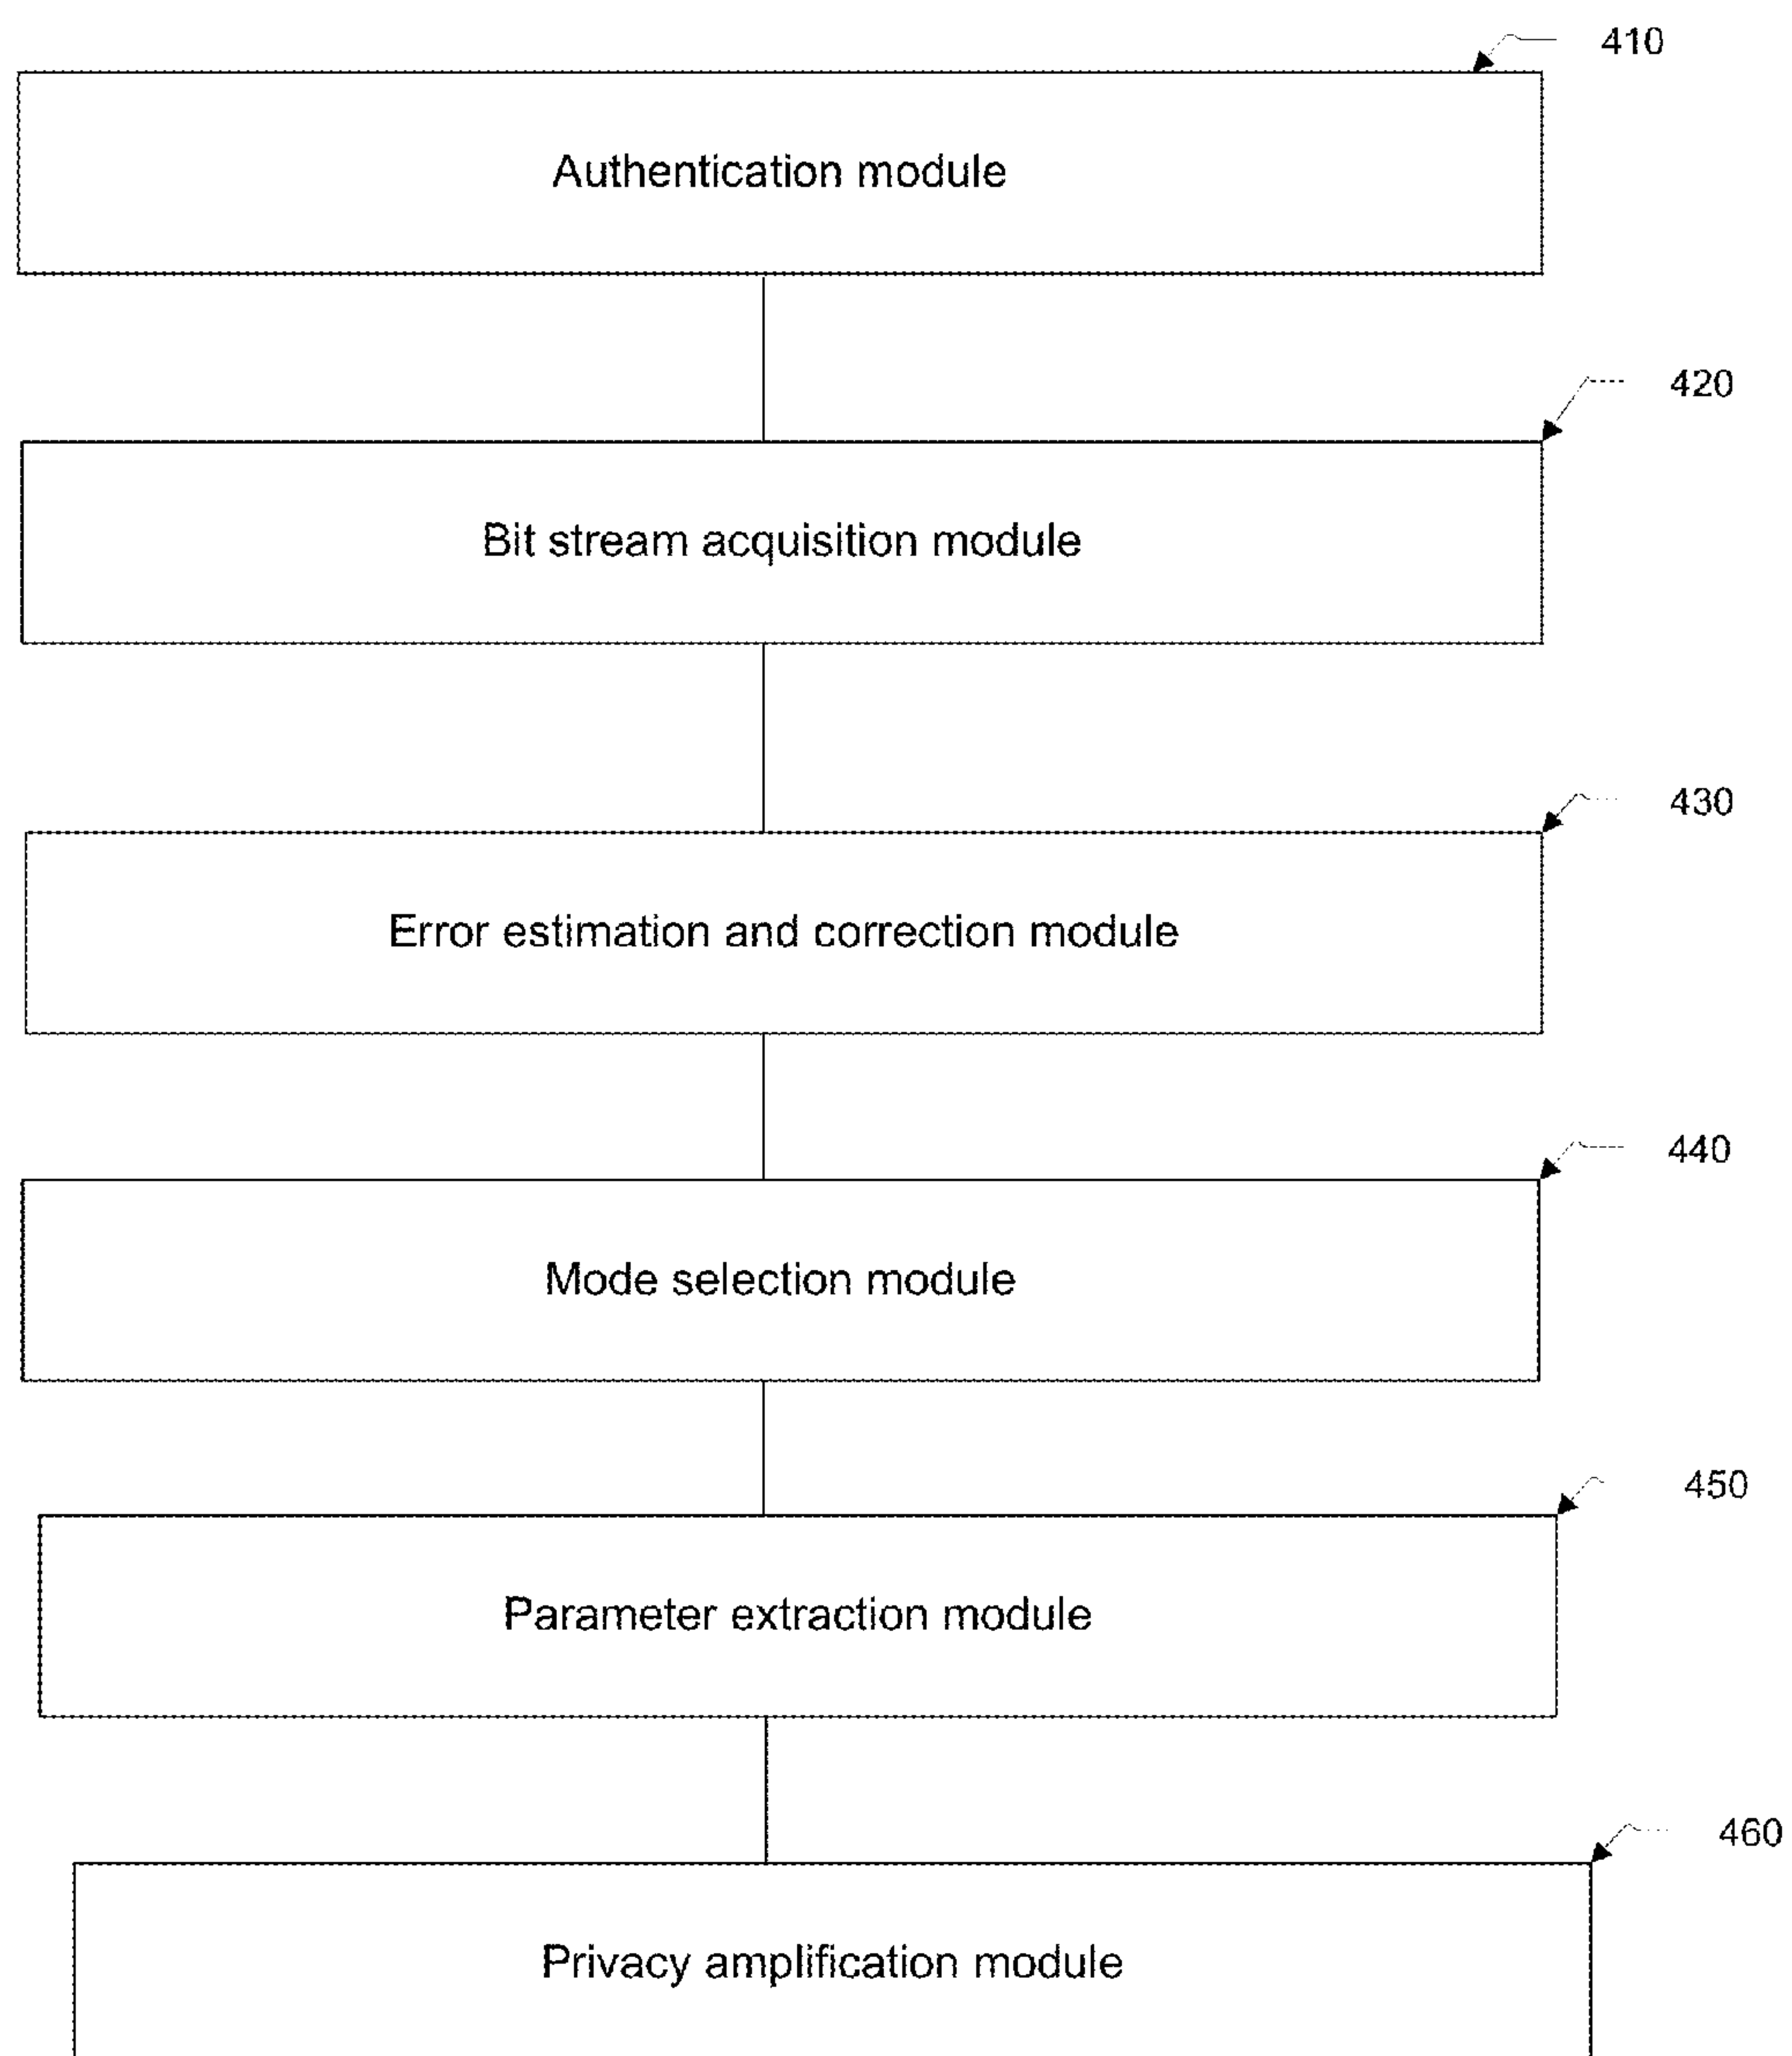 410
Authentication module
420
Bit stream acquisition module
430
Error estimation and correction module
440
Mode selection module
450
Parameter extraction module
460
Privacy amplification module